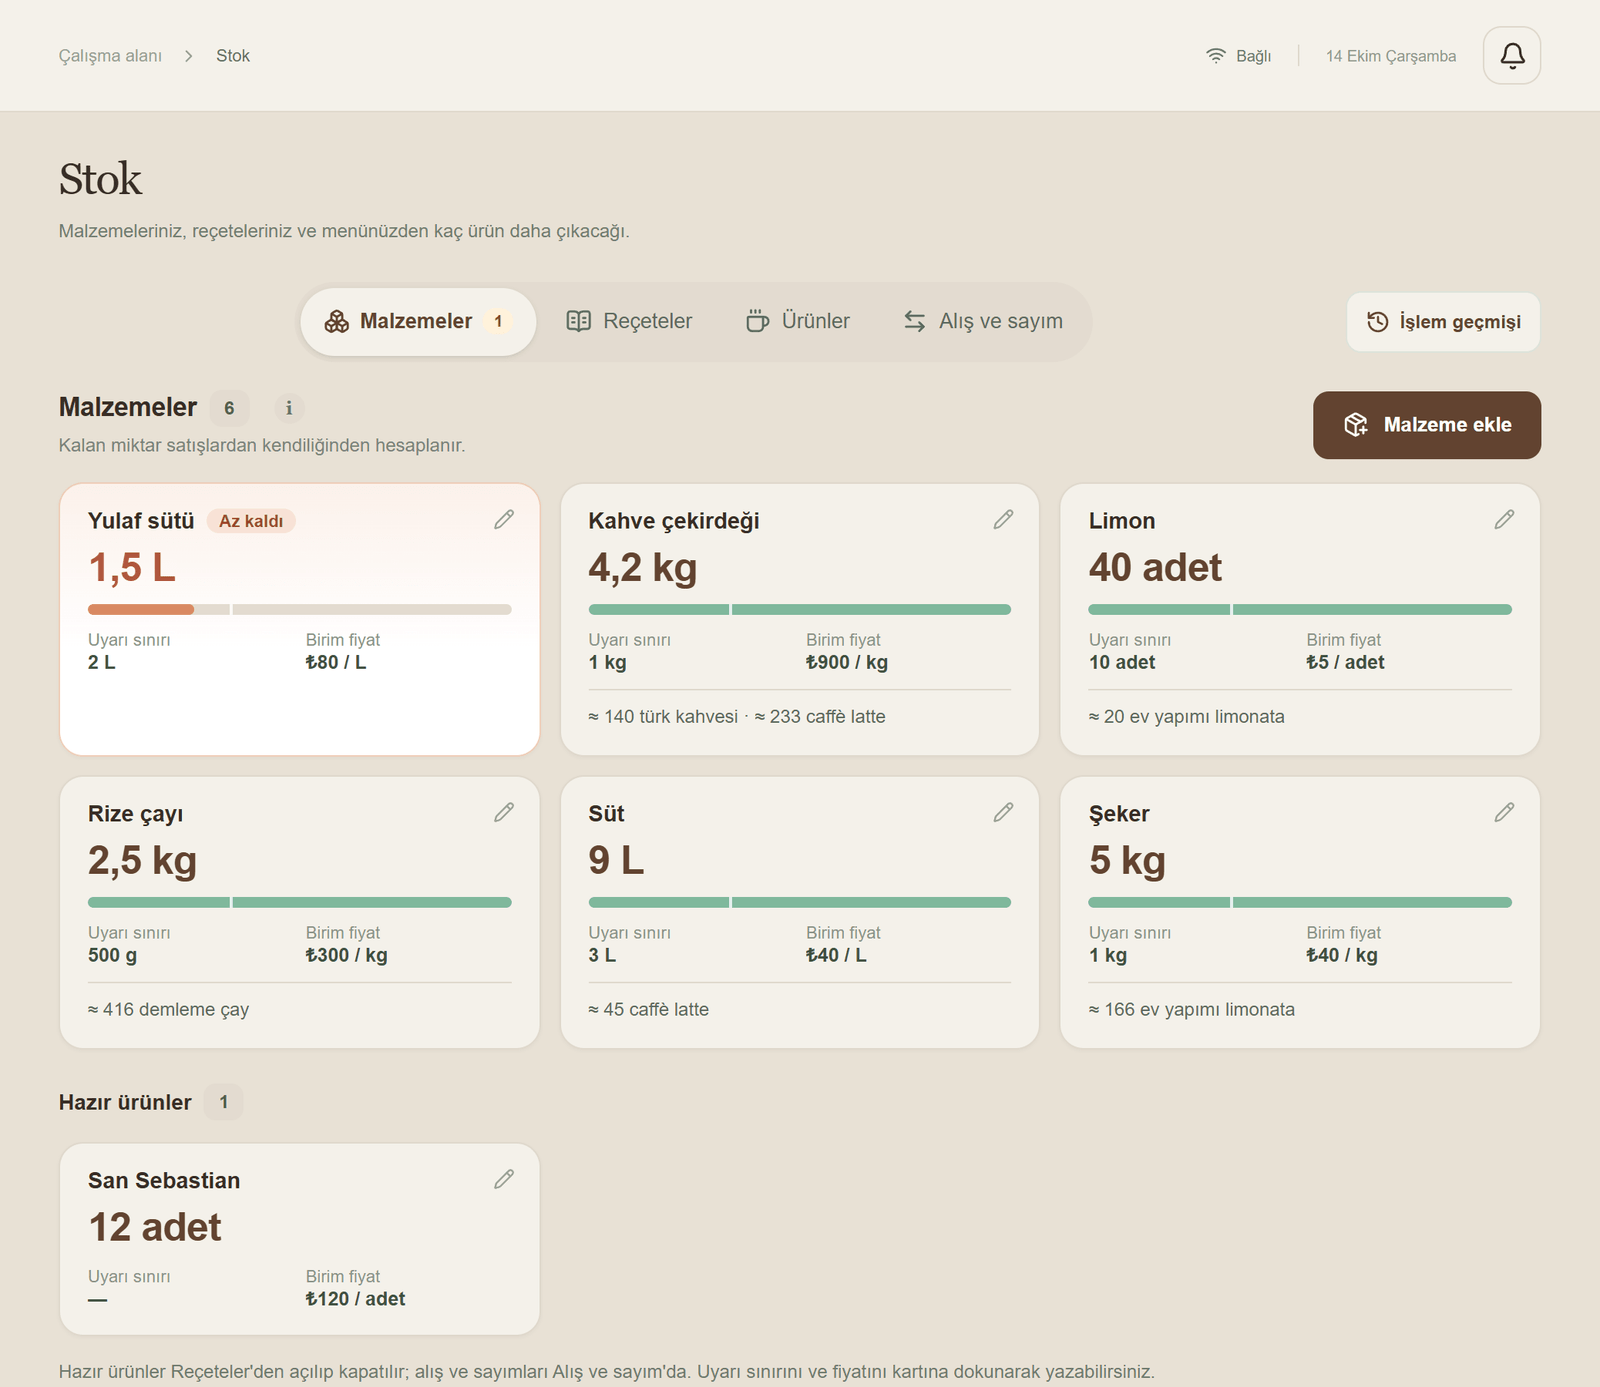 Çalışma alanı > Stok
Bağlı
14 Ekim Çarşamba
Stok
Malzemeleriniz, reçeteleriniz ve menünüzden kaç ürün daha çıkacağı.
Malzemeler 1
Reçeteler
Ürünler
Alış ve sayım
İşlem geçmişi
Malzemeler 6 i
Kalan miktar satışlardan kendiliğinden hesaplanır.
Malzeme ekle
Yulaf sütü Az kaldı
1,5 L
Uyarı sınırı Birim fiyat
2 L ₺80 / L
Kahve çekirdeği
4,2 kg
Uyarı sınırı Birim fiyat
1 kg ₺900 / kg
≈ 140 türk kahvesi · ≈ 233 caffè latte
Limon
40 adet
Uyarı sınırı Birim fiyat
10 adet ₺5 / adet
≈ 20 ev yapımı limonata
Rize çayı
2,5 kg
Uyarı sınırı Birim fiyat
500 g ₺300 / kg
≈ 416 demleme çay
Süt
9 L
Uyarı sınırı Birim fiyat
3 L ₺40 / L
≈ 45 caffè latte
Şeker
5 kg
Uyarı sınırı Birim fiyat
1 kg ₺40 / kg
≈ 166 ev yapımı limonata
Hazır ürünler 1
San Sebastian
12 adet
Uyarı sınırı Birim fiyat
— ₺120 / adet
Hazır ürünler Reçeteler'den açılıp kapatılır; alış ve sayımları Alış ve sayım'da. Uyarı sınırını ve fiyatını kartına dokunarak yazabilirsiniz.